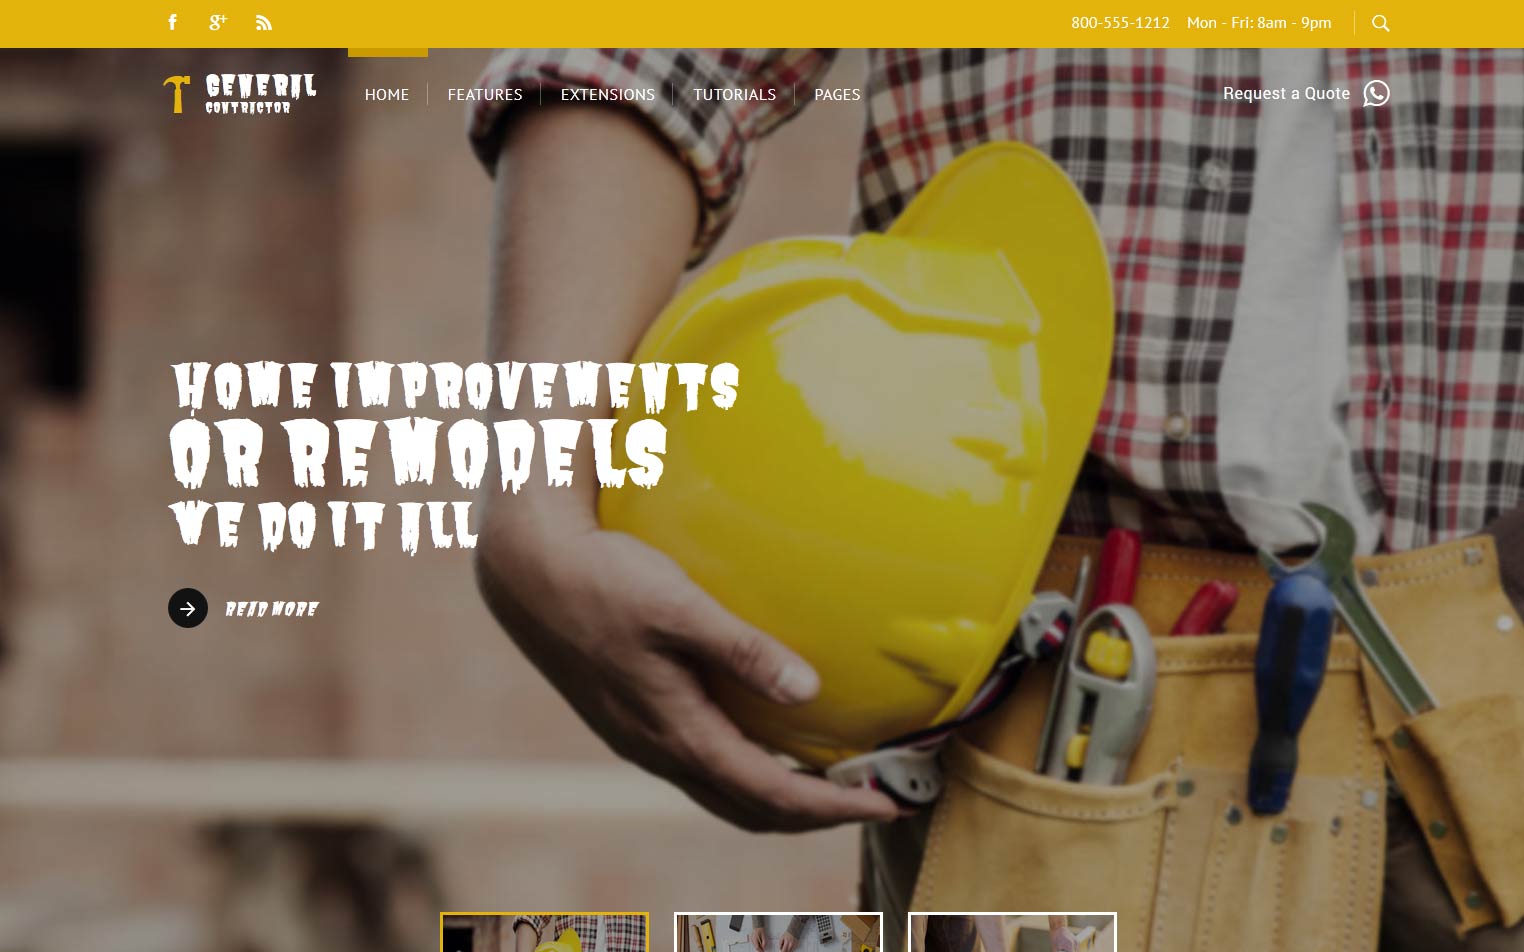 800-555-1212 Mon - Fri: 8am - 9pm
GENERAL
CONTRACTOR
HOME FEATURES EXTENSIONS TUTORIALS PAGES
Request a Quote
HOME IMPROVEMENTS
OR REMODELS
WE DO IT ALL
READ MORE